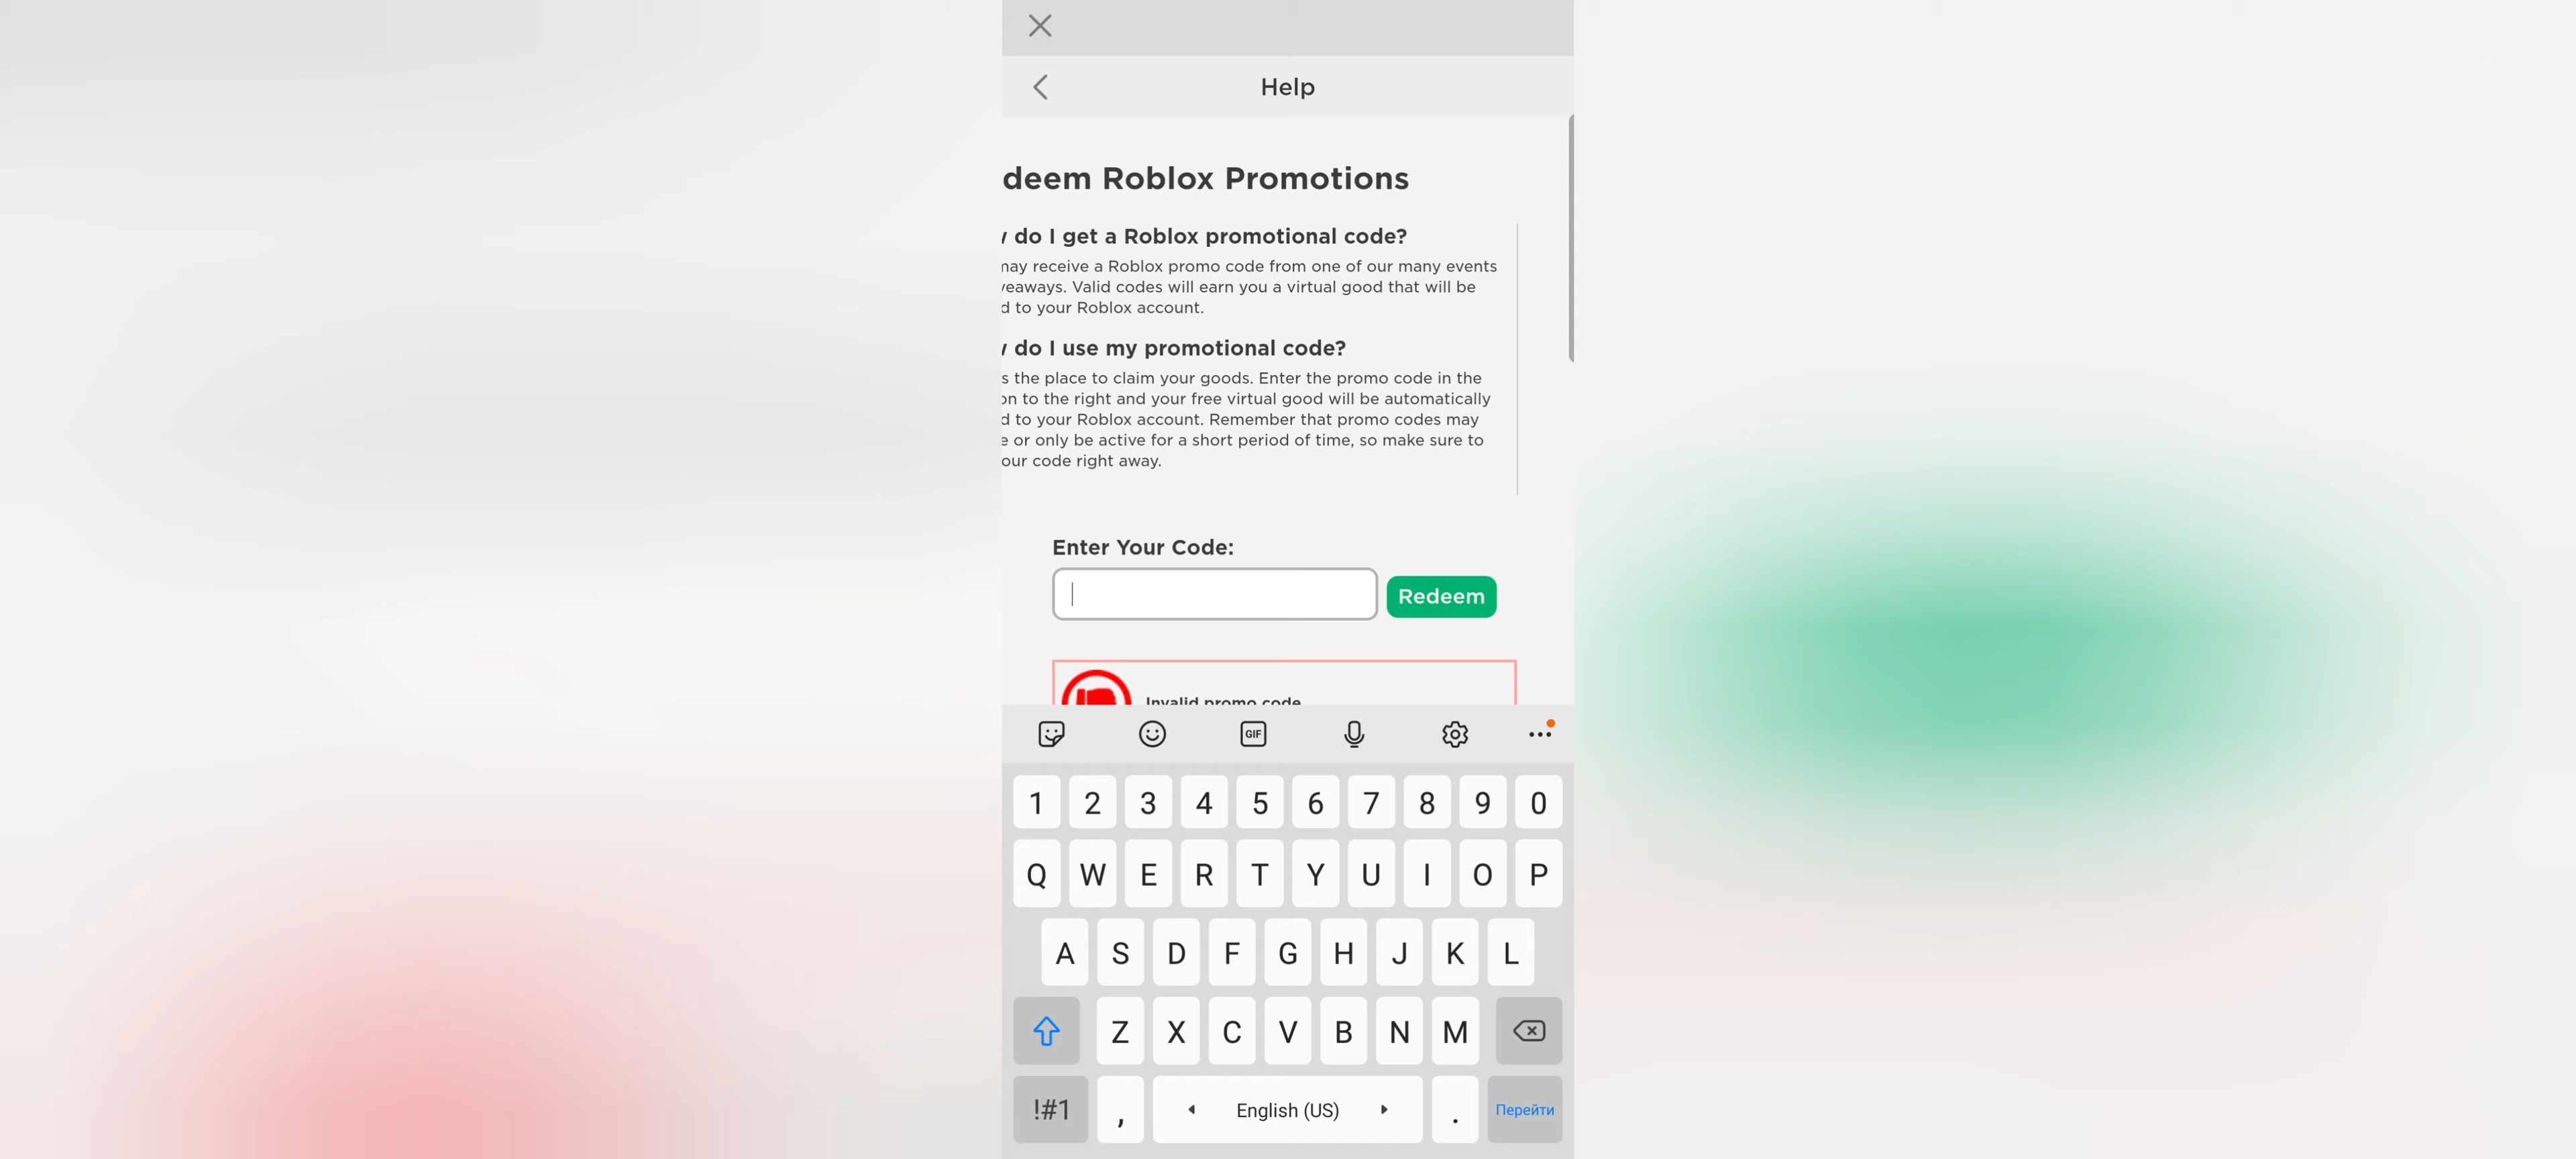 Help
deem Roblox Promotions
do I get a Roblox promotional code?
may receive a Roblox promo code from one of our many events
veaways. Valid codes will earn you a virtual good that will be
d to your Roblox account.
do I use my promotional code?
s the place to claim your goods. Enter the promo code in the
on to the right and your free virtual good will be automatically
d to your Roblox account. Remember that promo codes may
e or only be active for a short period of time, so make sure to
our code right away.
Enter Your Code:
Redeem
Invalid promo code
GIF
1 2 3 4 5 6 7 8 9 0
Q W E R T Y U I O P
A S D F G H J K L
Z X C V B N M
!#1 , English (US) . Перейти